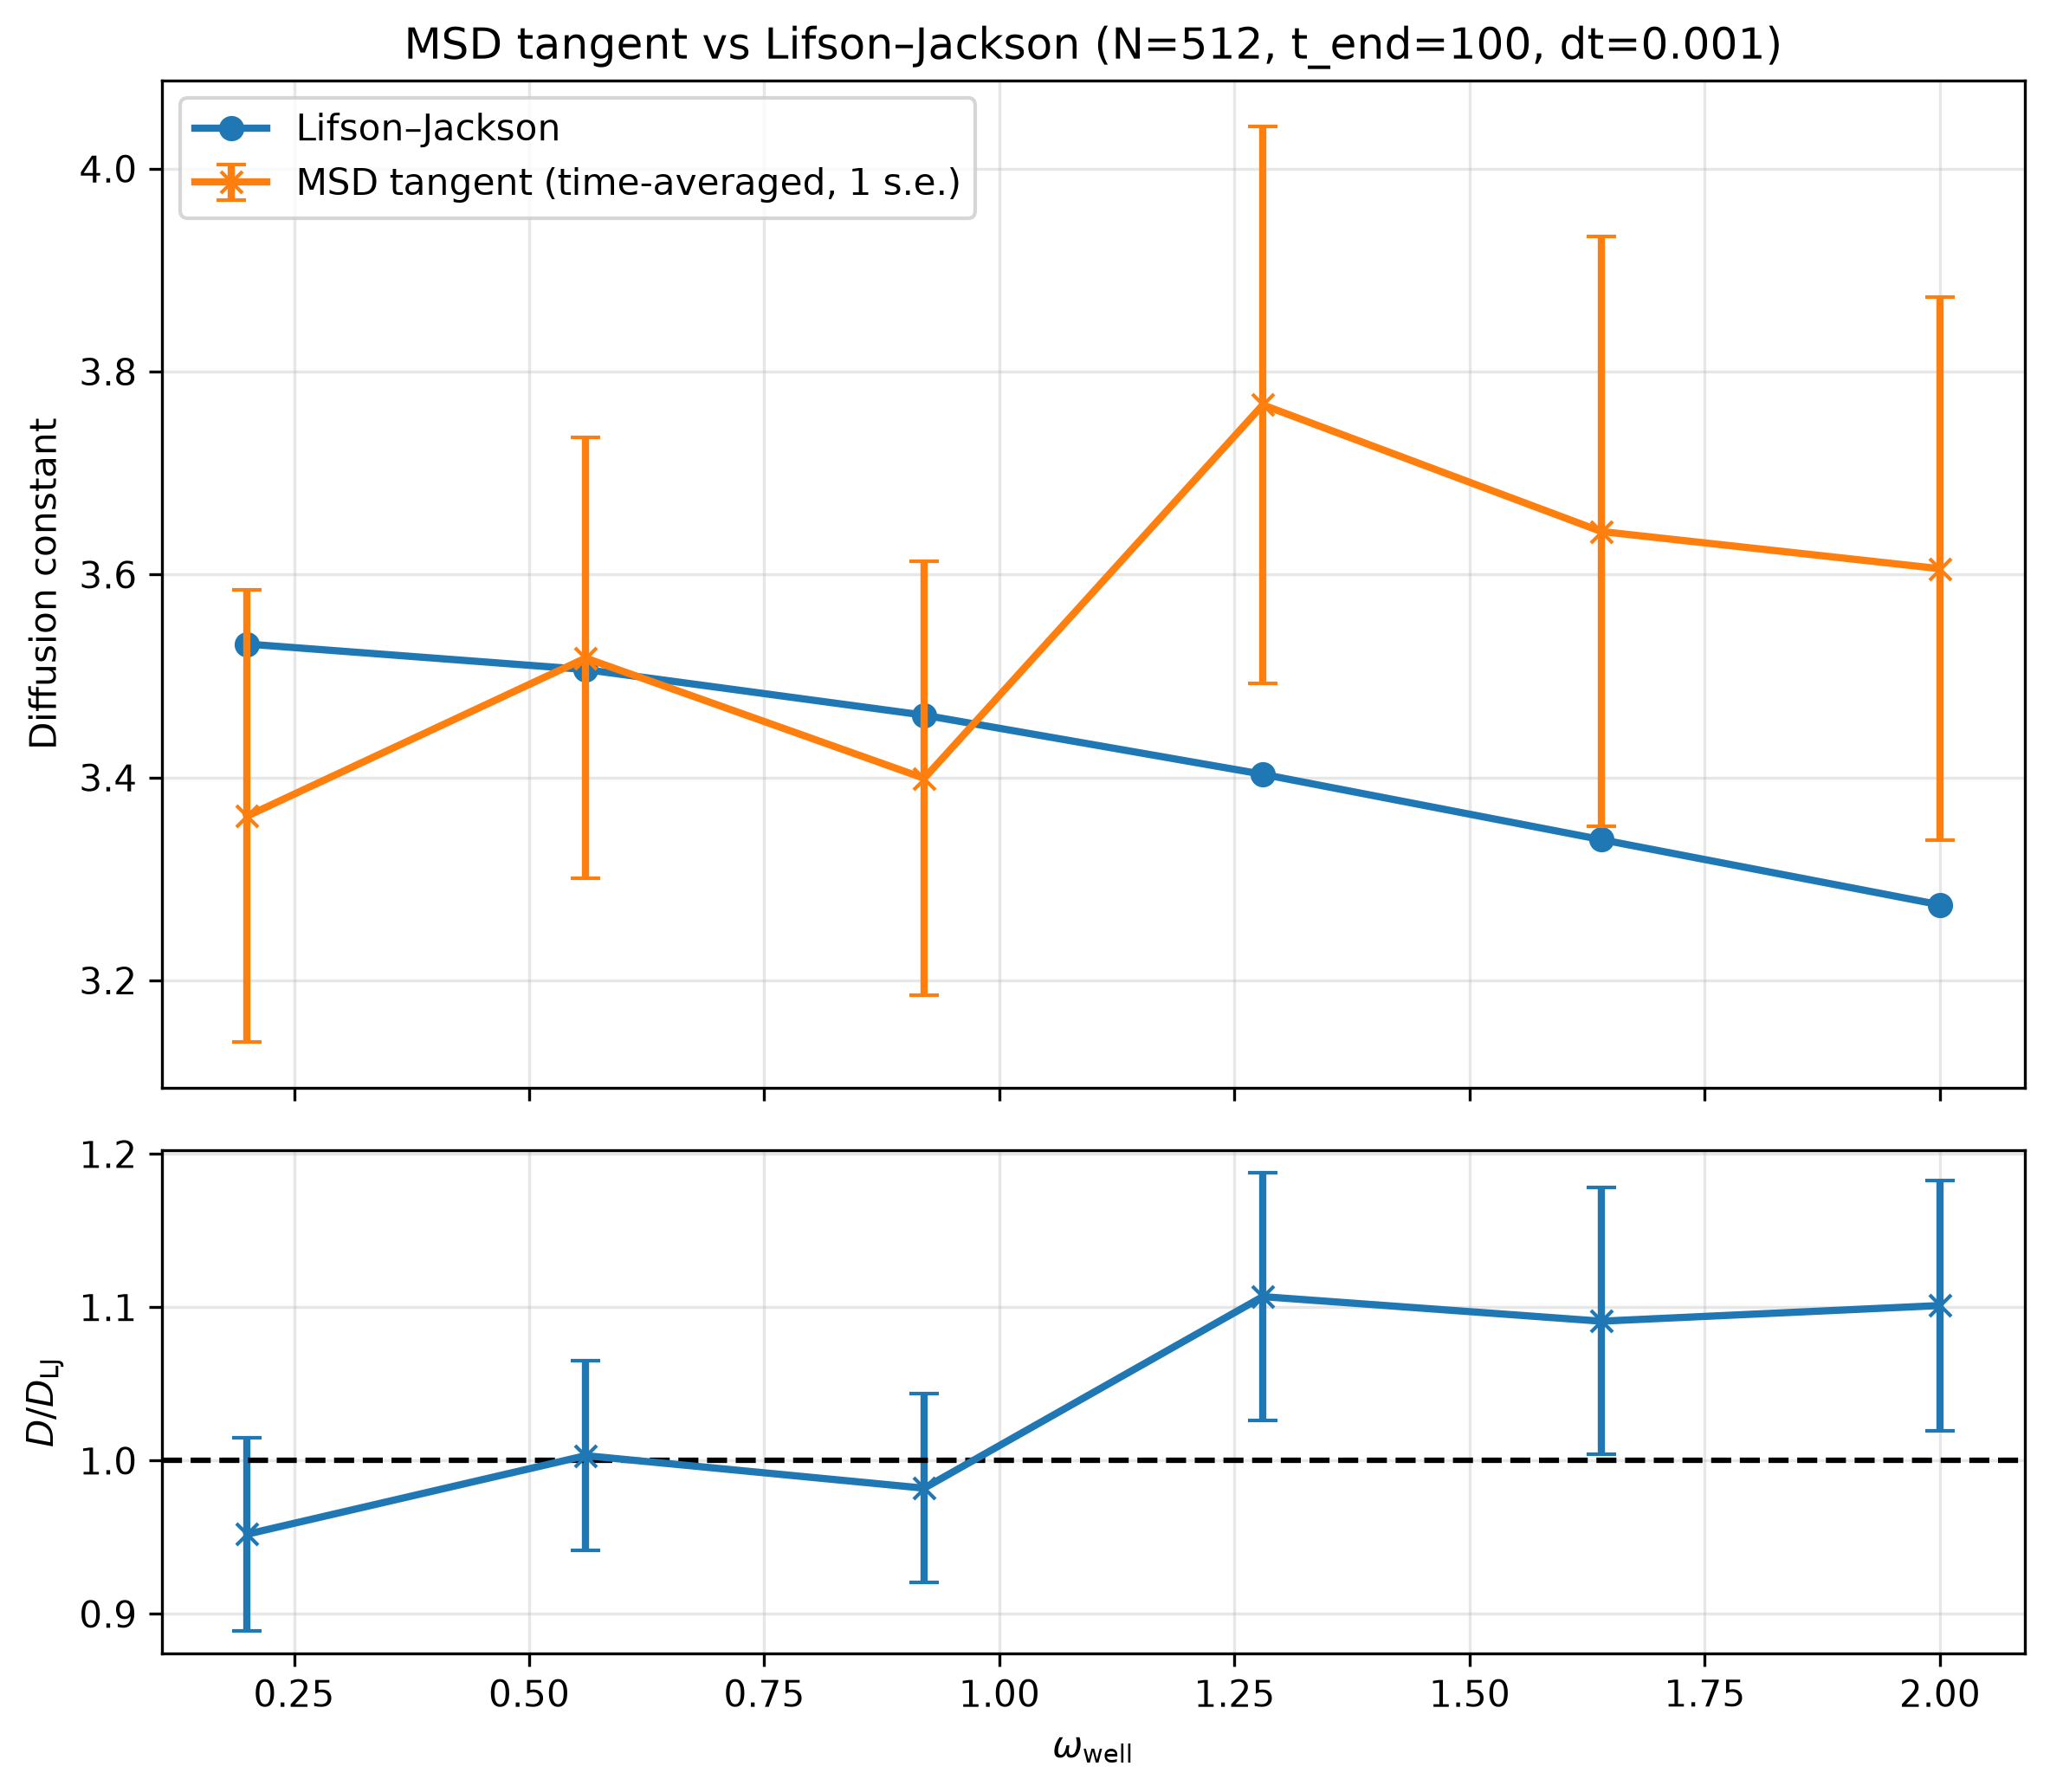 MSD tangent vs Lifson–Jackson (N=512, t_end=100, dt=0.001)
Lifson–Jackson
MSD tangent (time-averaged, 1 s.e.)
Diffusion constant
4.0
3.8
3.6
3.4
3.2
D/D_LJ
1.2
1.1
1.0
0.9
0.25 0.50 0.75 1.00 1.25 1.50 1.75 2.00
ω_well